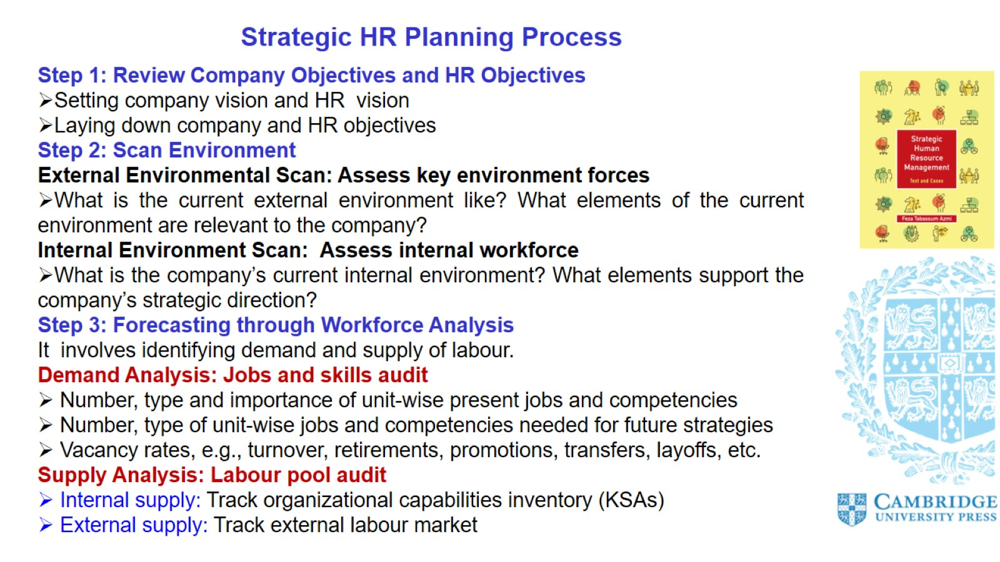 Strategic HR Planning Process
Step 1: Review Company Objectives and HR Objectives
➢Setting company vision and HR  vision
➢Laying down company and HR objectives
Step 2: Scan Environment
External Environmental Scan: Assess key environment forces
➢What is the current external environment like? What elements of the current
environment are relevant to the company?
Internal Environment Scan:  Assess internal workforce
➢What is the company’s current internal environment? What elements support the
company’s strategic direction?
Step 3: Forecasting through Workforce Analysis
It  involves identifying demand and supply of labour.
Demand Analysis: Jobs and skills audit
➢ Number, type and importance of unit-wise present jobs and competencies
➢ Number, type of unit-wise jobs and competencies needed for future strategies
➢ Vacancy rates, e.g., turnover, retirements, promotions, transfers, layoffs, etc.
Supply Analysis: Labour pool audit
➢ Internal supply: Track organizational capabilities inventory (KSAs)
➢ External supply: Track external labour market
Strategic
Human
Resource
Management
Text and Cases
Feza Tabassum Azmi
CAMBRIDGE
UNIVERSITY PRESS